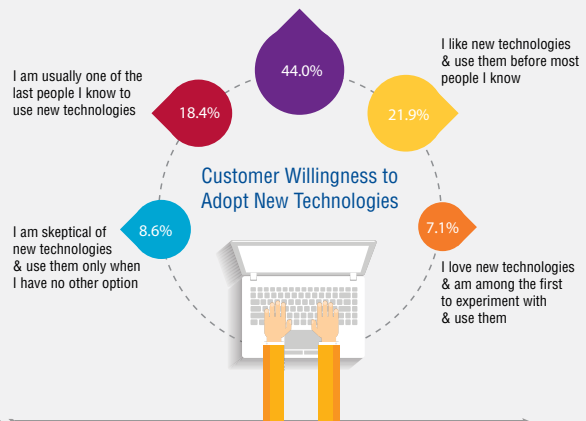 44.0%
I like new technologies
& use them before most
people I know
I am usually one of the
last people I know to
use new technologies
18.4%
21.9%
Customer Willingness to
Adopt New Technologies
8.6%
7.1%
I am skeptical of
new technologies
& use them only when
I have no other option
I love new technologies
& am among the first
to experiment with
& use them